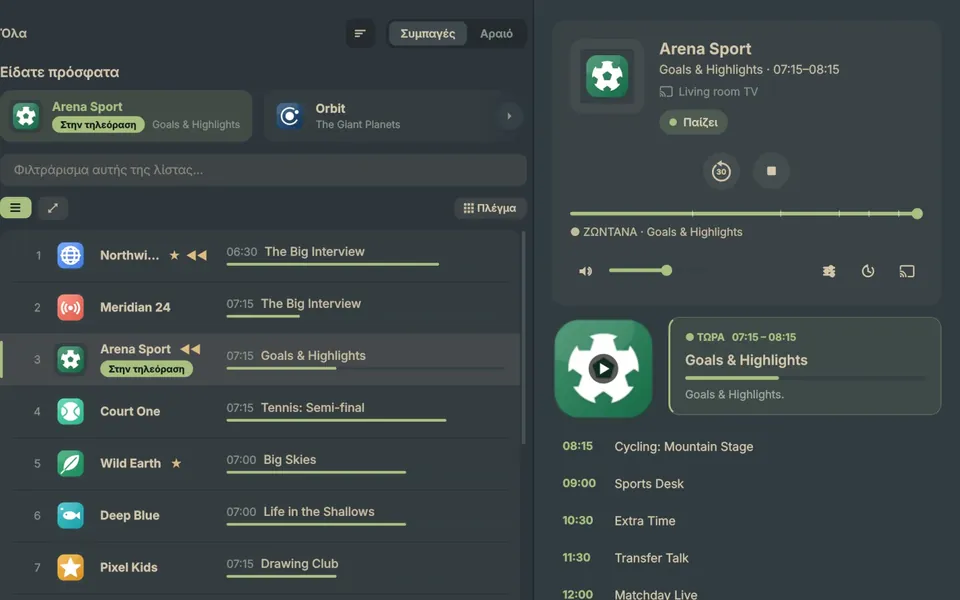 Όλα
Συμπαγές
Αραιό
Είδατε πρόσφατα
Arena Sport
Στην τηλεόραση
Goals & Highlights
Orbit
The Giant Planets
Φιλτράρισμα αυτής της λίστας...
Πλέγμα
1
Northwi...
06:30 The Big Interview
2
Meridian 24
07:15 The Big Interview
3
Arena Sport
Στην τηλεόραση
07:15 Goals & Highlights
4
Court One
07:15 Tennis: Semi-final
5
Wild Earth
07:00 Big Skies
6
Deep Blue
07:00 Life in the Shallows
7
Pixel Kids
07:15 Drawing Club
Arena Sport
Goals & Highlights · 07:15–08:15
Living room TV
Παίζει
30
ΖΩΝΤΑΝΑ · Goals & Highlights
ΤΩΡΑ 07:15 – 08:15
Goals & Highlights
Goals & Highlights.
08:15 Cycling: Mountain Stage
09:00 Sports Desk
10:30 Extra Time
11:30 Transfer Talk
12:00 Matchday Live